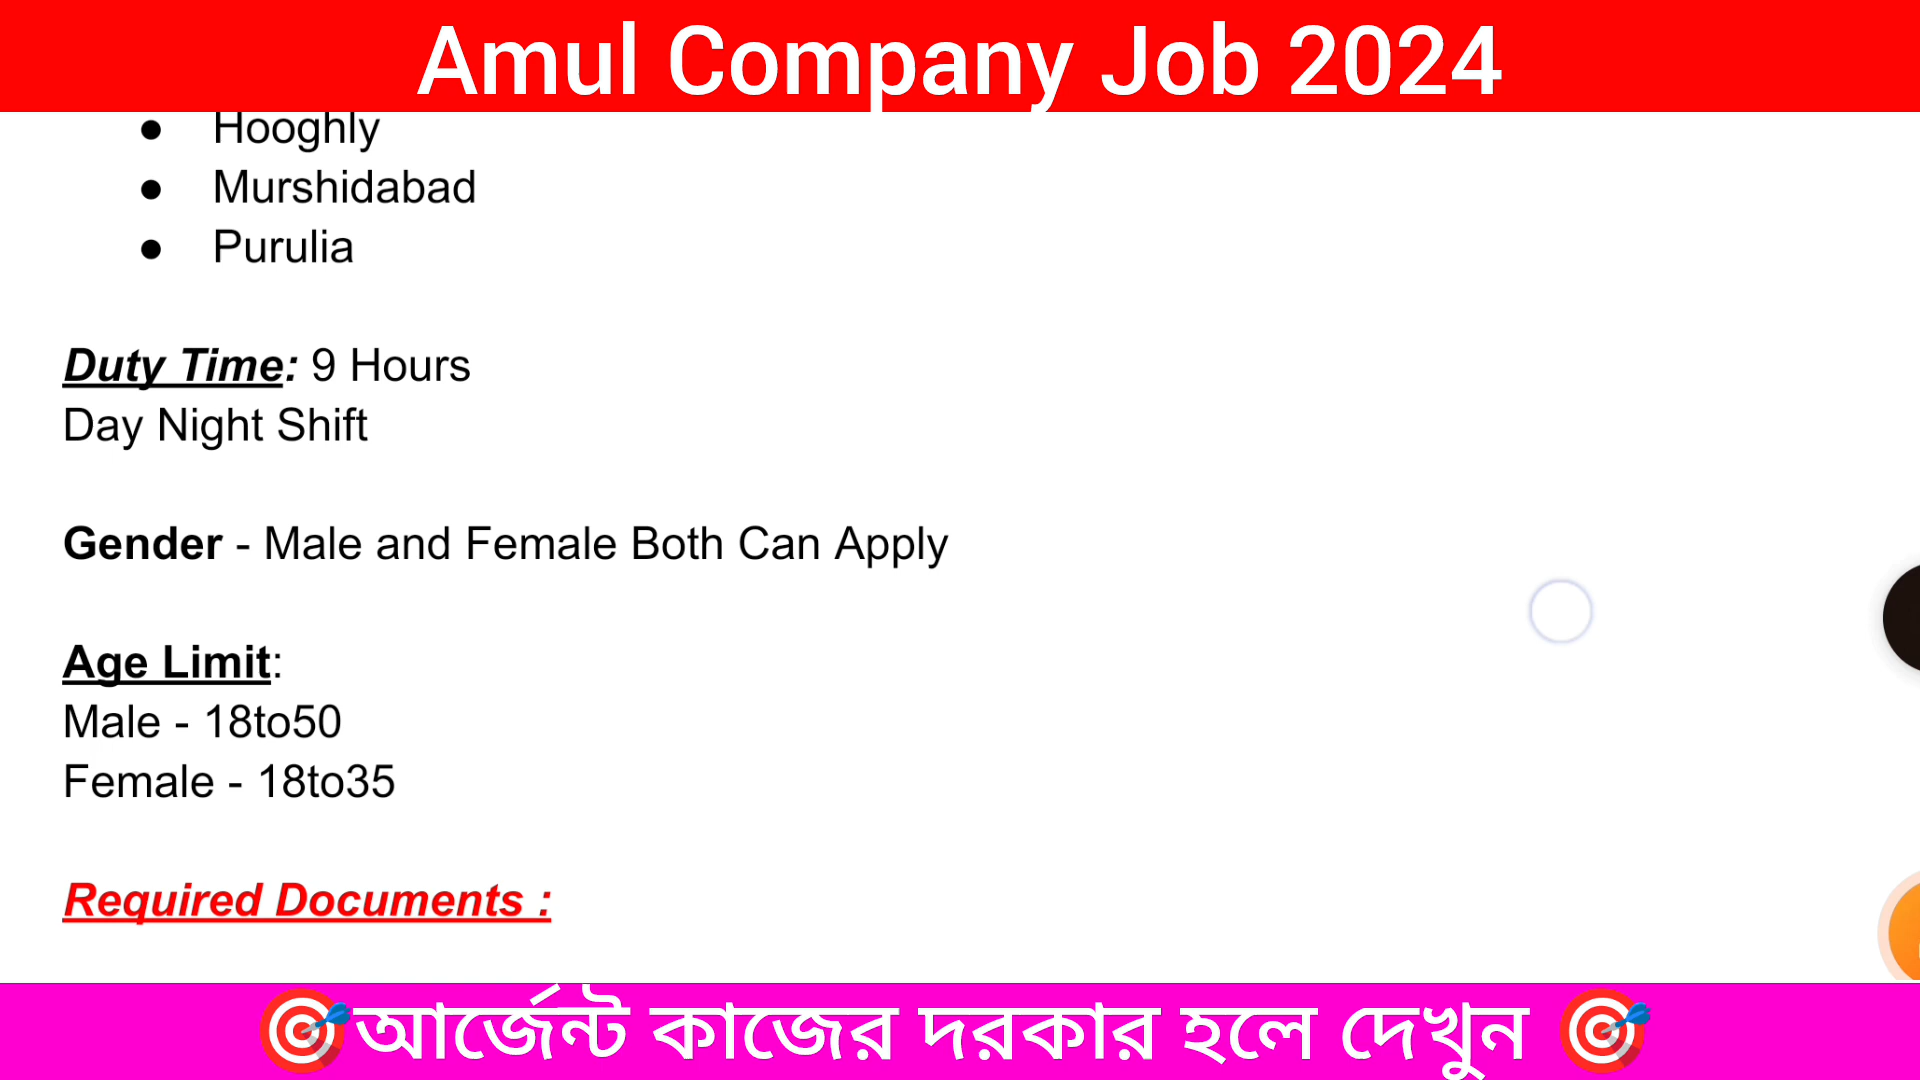 Amul Company Job 2024
● Hooghly
● Murshidabad
● Purulia
Duty Time: 9 Hours
Day Night Shift
Gender - Male and Female Both Can Apply
Age Limit:
Male - 18to50
Female - 18to35
Required Documents :
🎯আর্জেন্ট কাজের দরকার হলে দেখুন 🎯